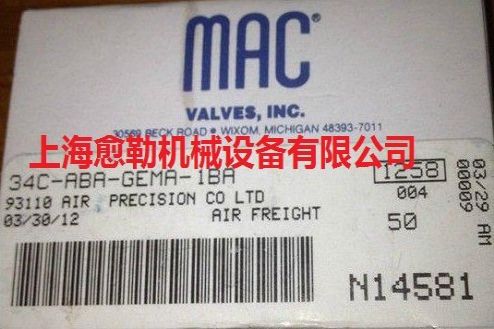 MAC®
VALVES, INC.
30569 BECK ROAD • WIXOM, MICHIGAN 48393-7011
上海愈勒机械设备有限公司
34C-ABA-GEMA-1BA
1258
93110 AIR PRECISION CO LTD
004
03/30/12 AIR FREIGHT
50
03/29 AM
00009
N14581